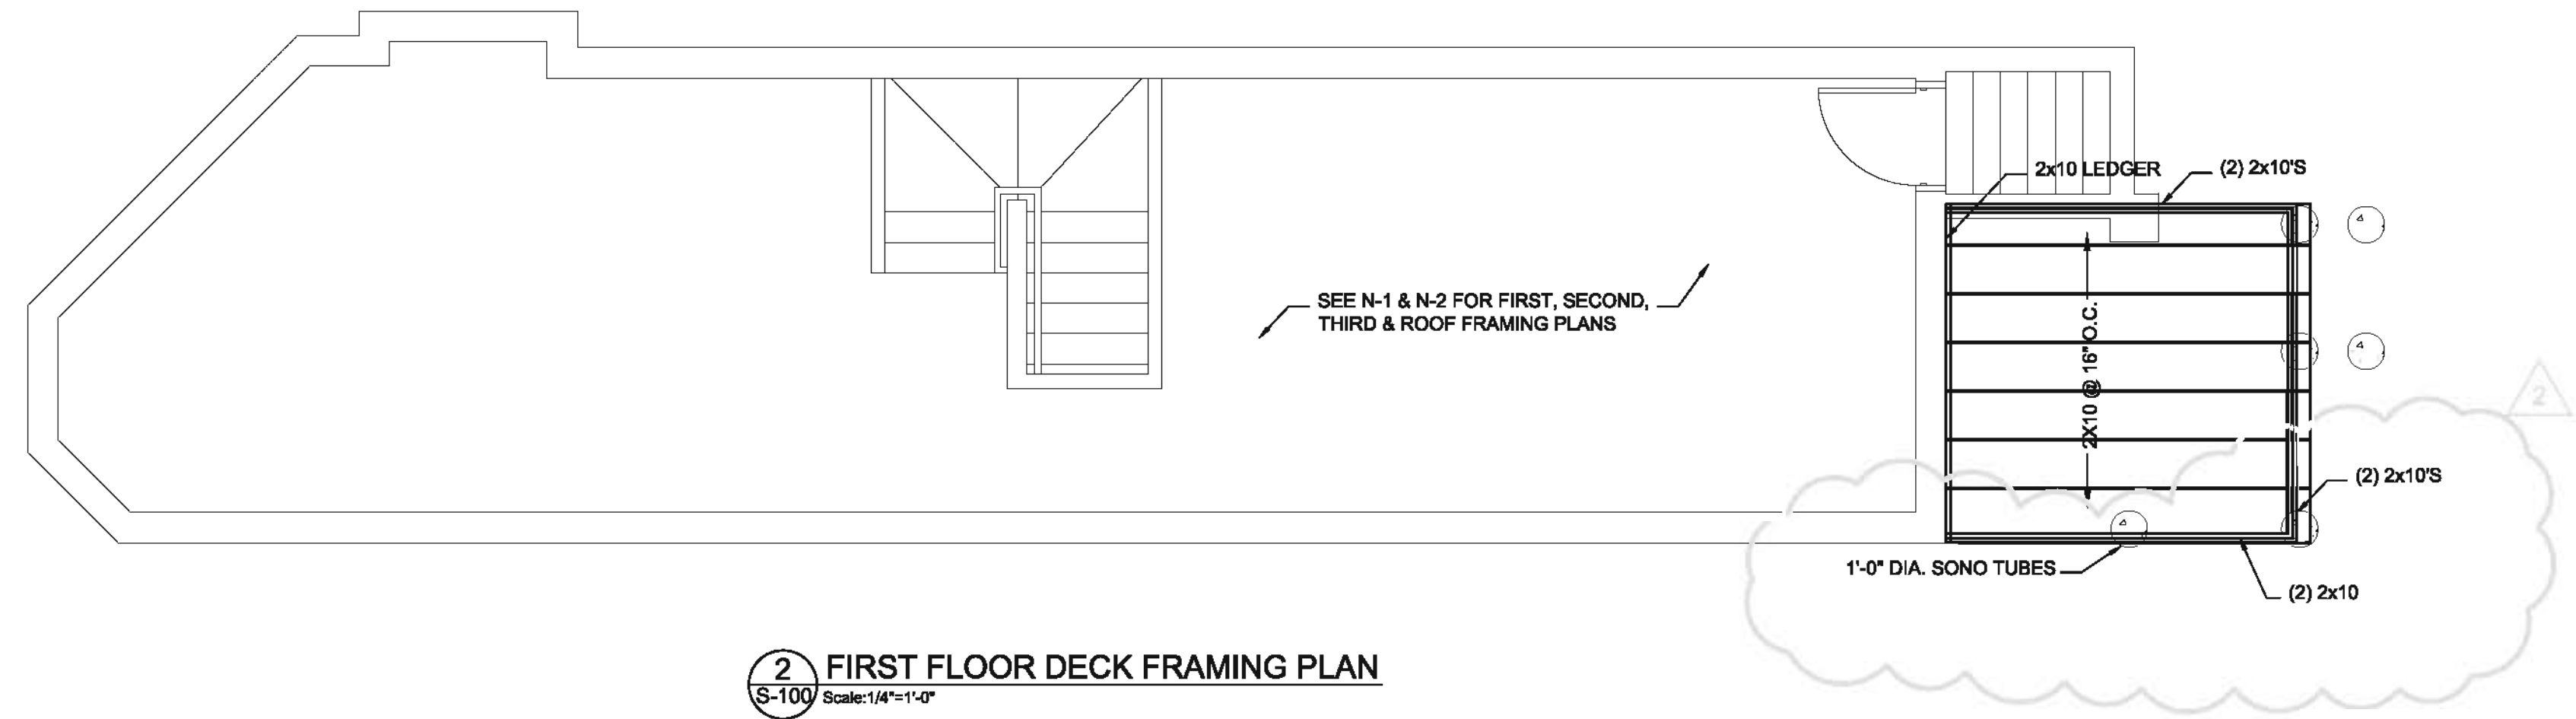 2x10 LEDGER
(2) 2x10'S
SEE N-1 & N-2 FOR FIRST, SECOND,
THIRD & ROOF FRAMING PLANS
2X10 @ 16" O.C.
2
(2) 2x10'S
1'-0" DIA. SONO TUBES
(2) 2x10
2
S-100
FIRST FLOOR DECK FRAMING PLAN
Scale:1/4"=1'-0"